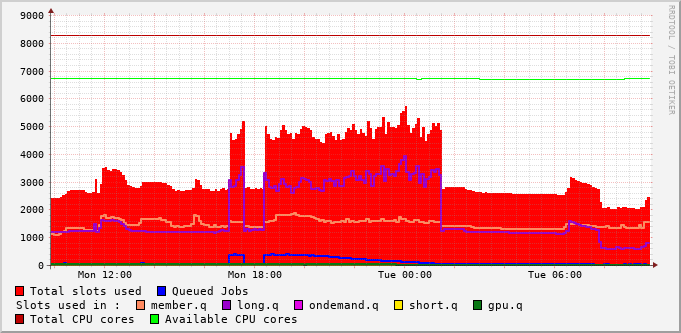 9000
8000
7000
6000
5000
4000
3000
2000
1000
0
Mon 12:00 Mon 18:00 Tue 00:00 Tue 06:00
RRDTOOL / TOBI OETIKER
Total slots used Queued Jobs
Slots used in : member.q long.q ondemand.q short.q gpu.q
Total CPU cores Available CPU cores